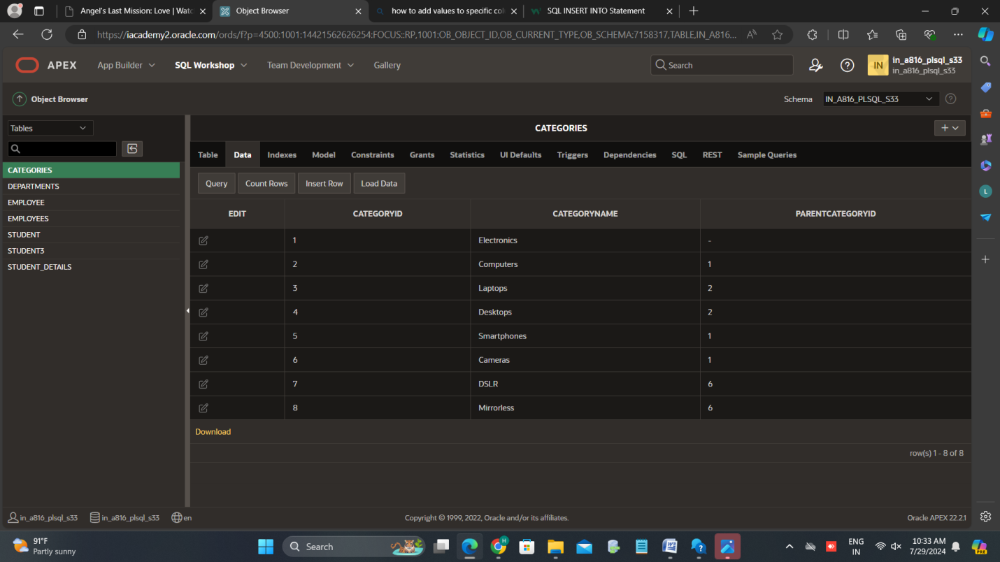 Angel's Last Mission: Love | Wat
Object Browser
how to add values to specific col
SQL INSERT INTO Statement
https://iacademy2.oracle.com/ords/f?p=4500:1001:14421562626254:FOCUS::RP,1001:OB_OBJECT_ID,OB_CURRENT_TYPE,OB_SCHEMA:7158317,TABLE,IN_A816...
APEX
App Builder
SQL Workshop
Team Development
Gallery
Search
IN
in_a816_plsql_s33
in_a816_plsql_s33
Object Browser
Schema
IN_A816_PLSQL_S33
Tables
CATEGORIES
DEPARTMENTS
EMPLOYEE
EMPLOYEES
STUDENT
STUDENT3
STUDENT_DETAILS
CATEGORIES
Table Data Indexes Model Constraints Grants Statistics UI Defaults Triggers Dependencies SQL REST Sample Queries
Query Count Rows Insert Row Load Data
EDIT CATEGORYID CATEGORYNAME PARENTCATEGORYID
1 Electronics -
2 Computers 1
3 Laptops 2
4 Desktops 2
5 Smartphones 1
6 Cameras 1
7 DSLR 6
8 Mirrorless 6
Download
row(s) 1 - 8 of 8
L
in_a816_plsql_s33 in_a816_plsql_s33 en
Copyright © 1999, 2022, Oracle and/or its affiliates.
Oracle APEX 22.2.1
91°F
Partly sunny
Search
H
ENG
IN
10:33 AM
7/29/2024
PRE